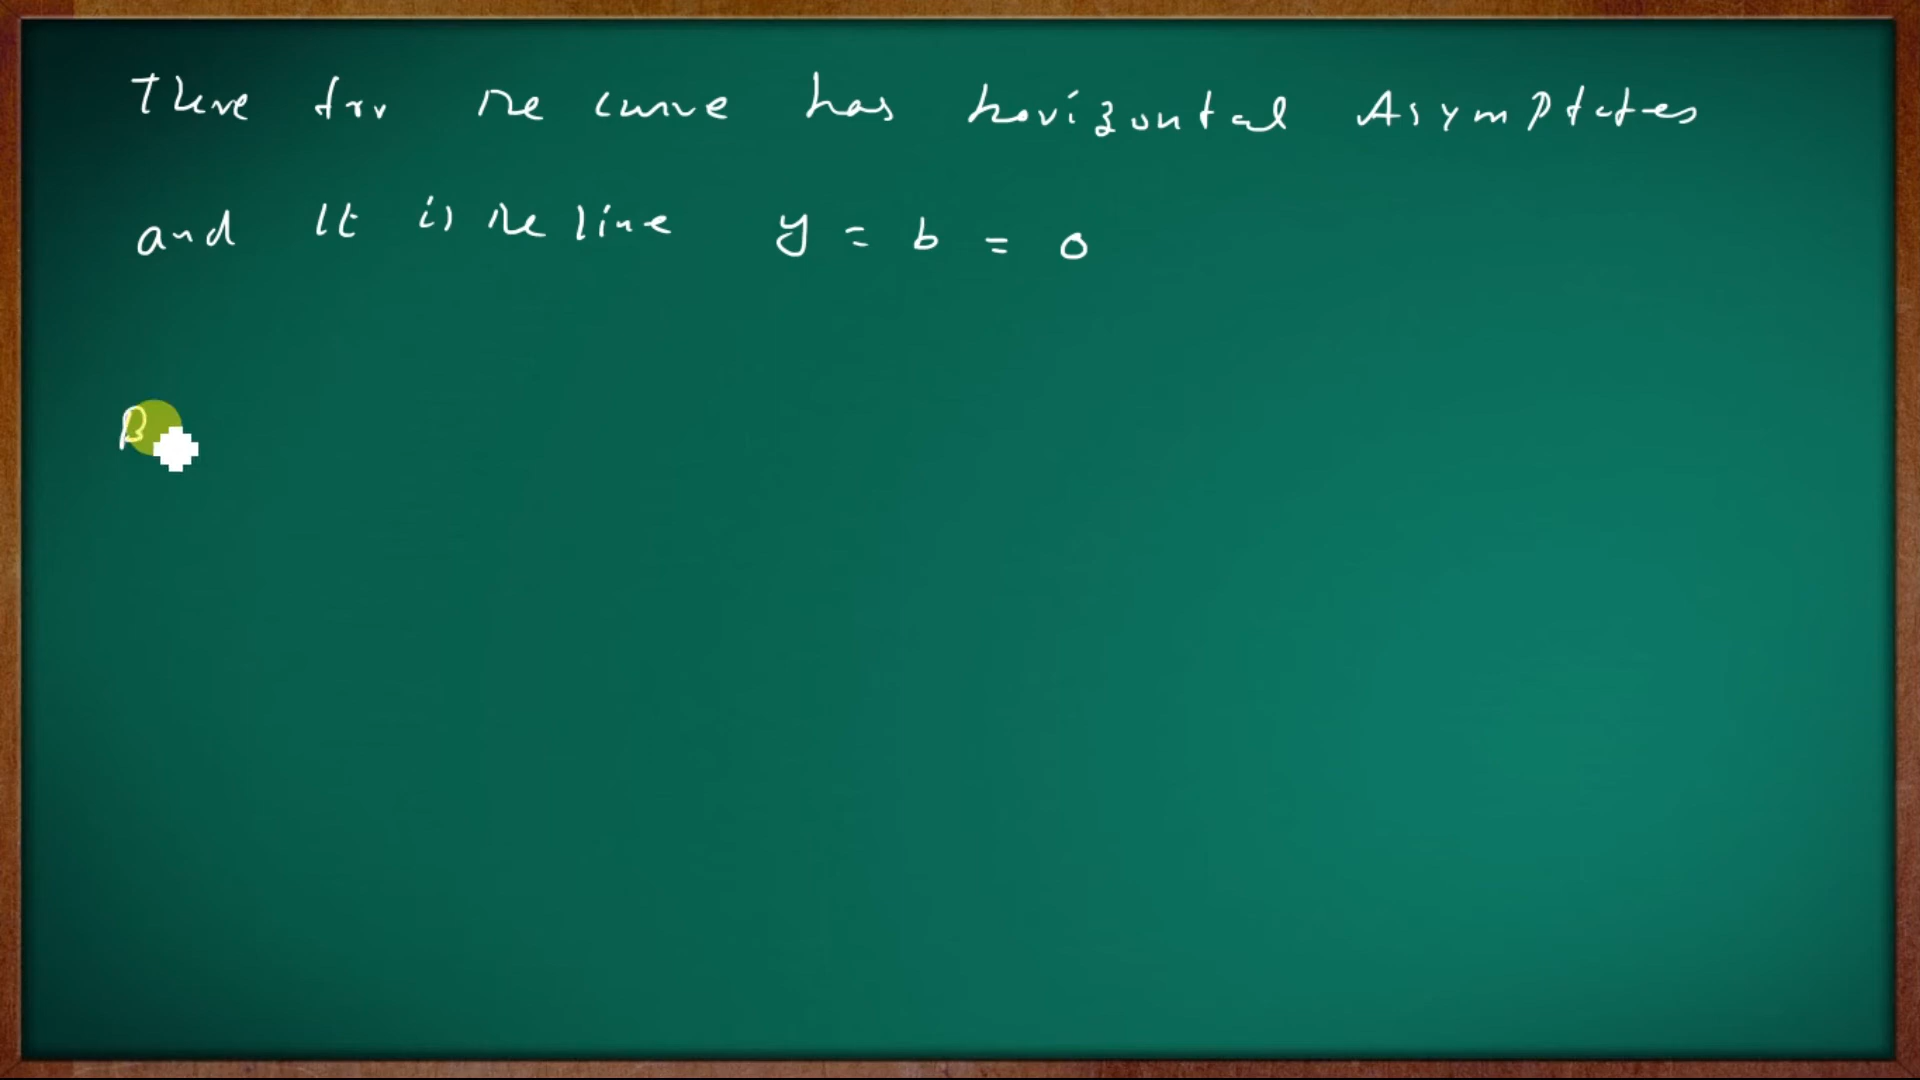 There for the curve has horizontal Asymptotes
and It is the line y = b = 0
B